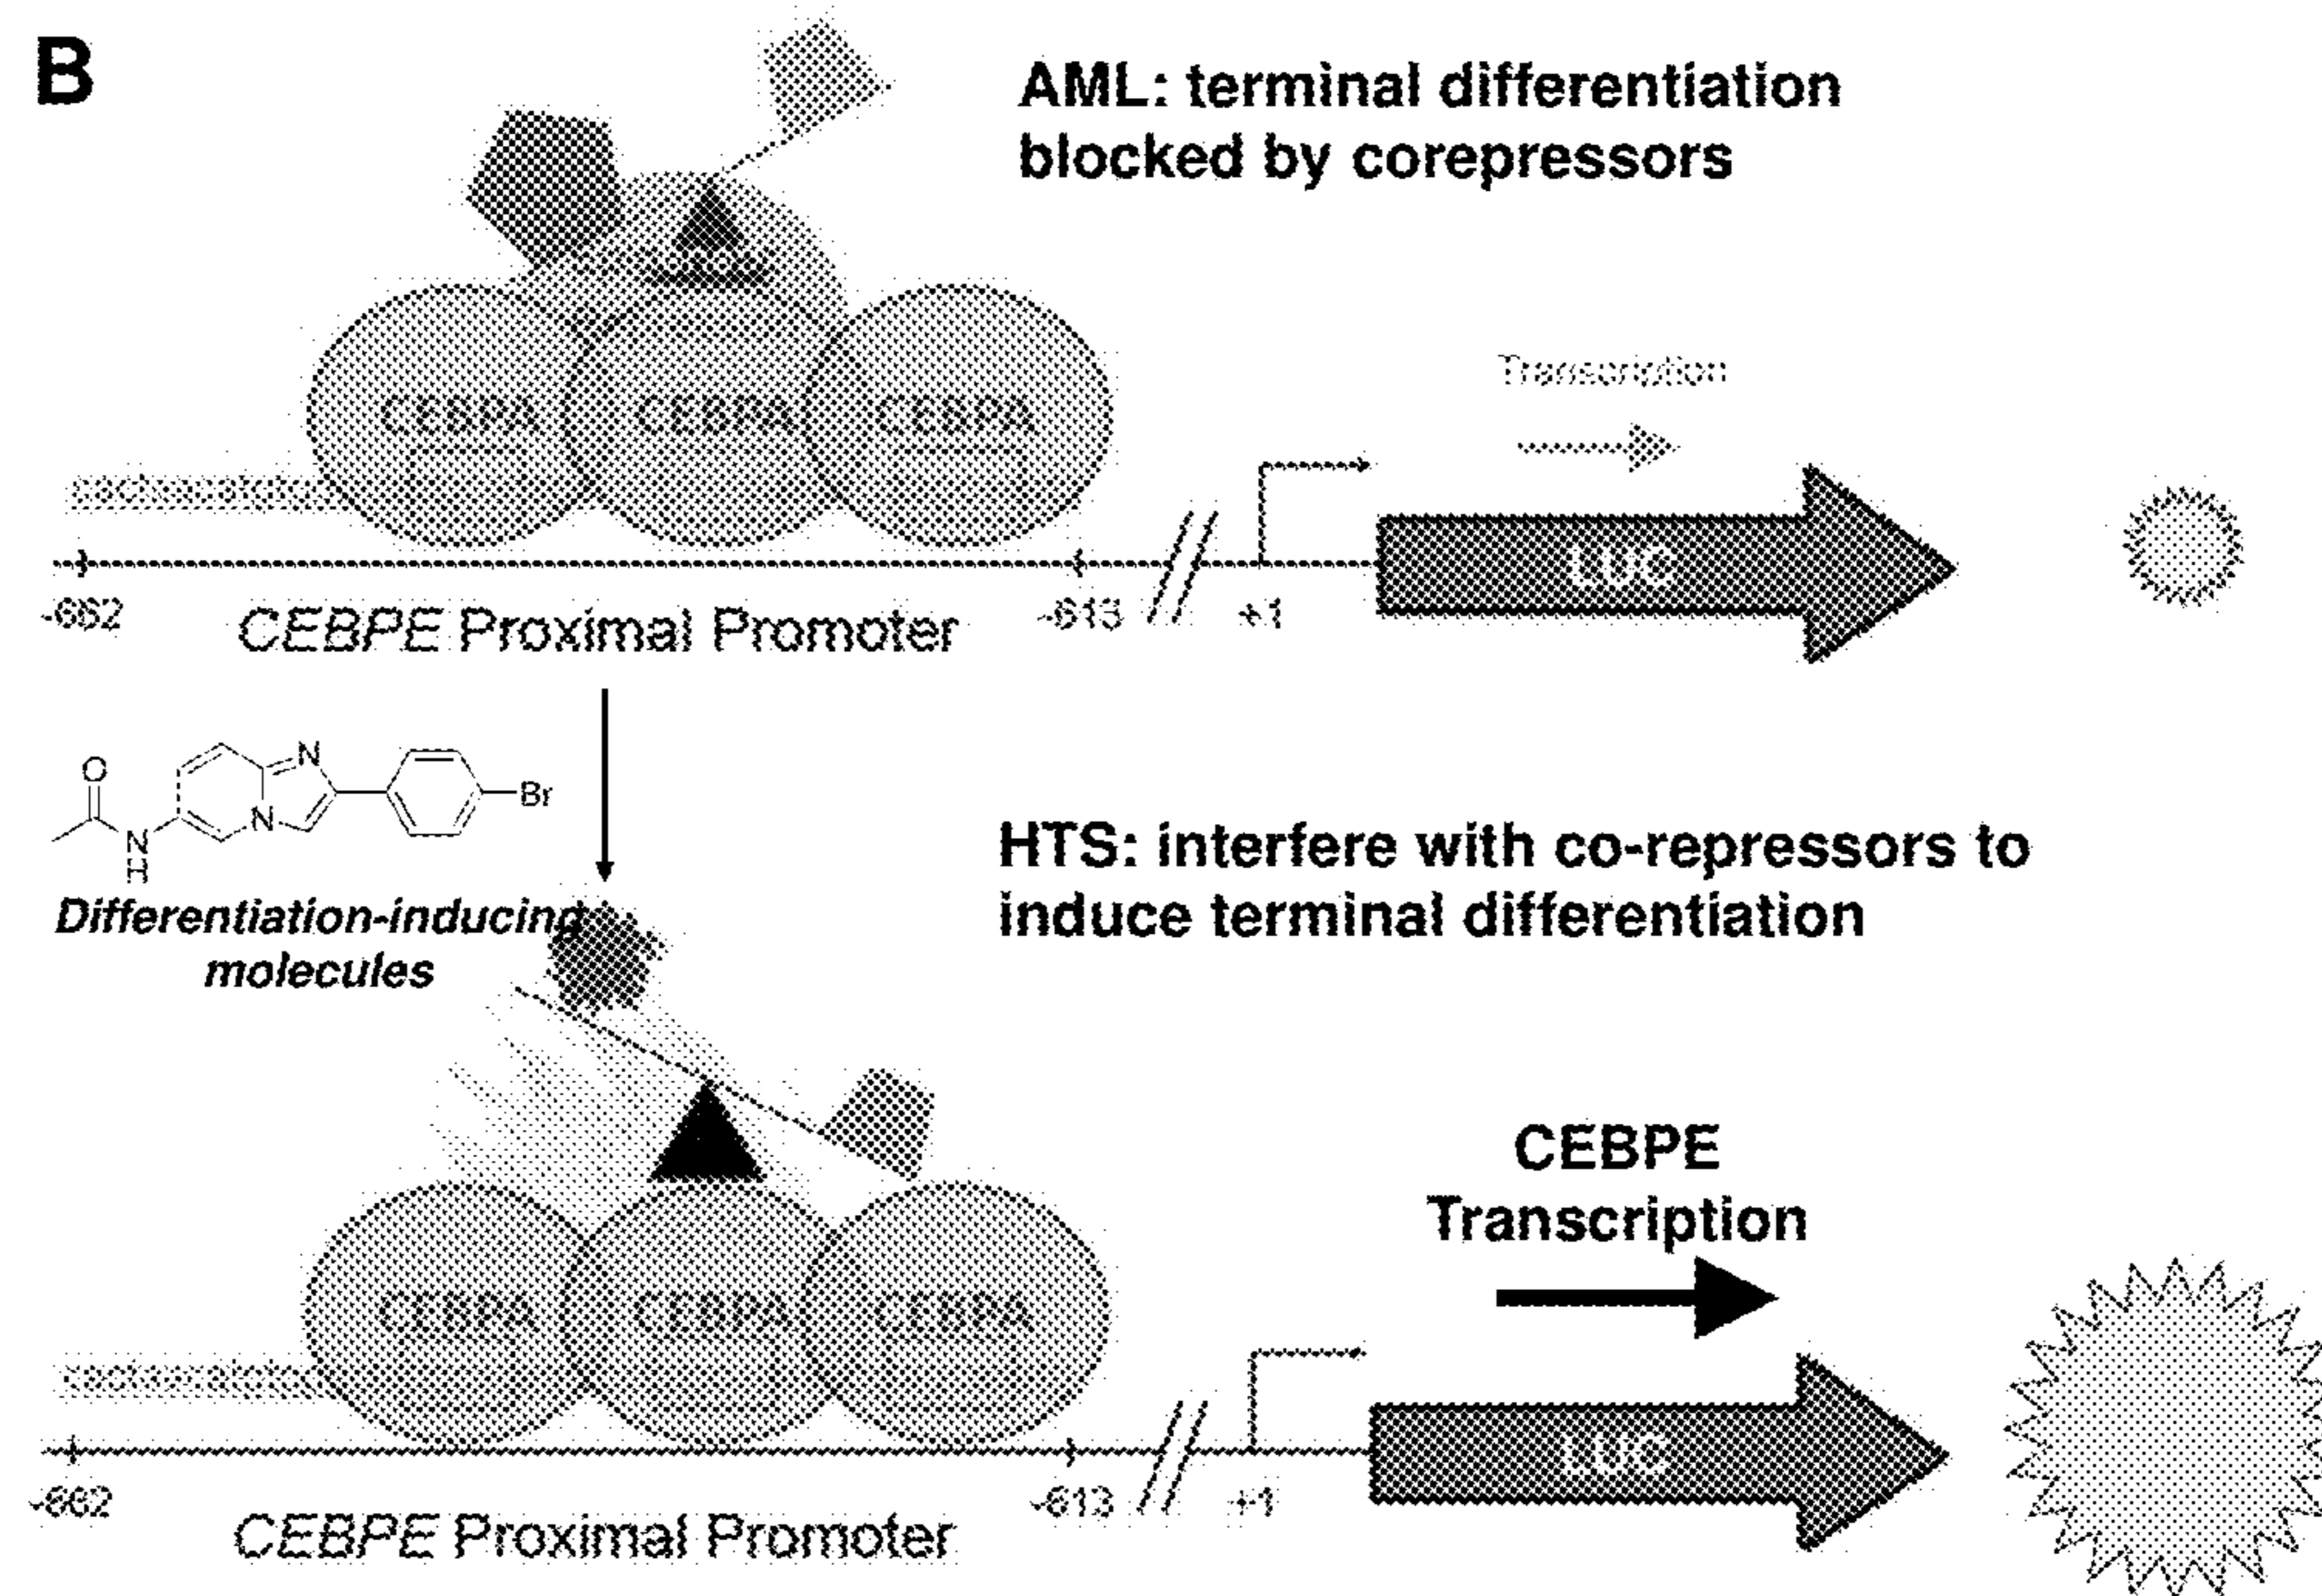 B
AML: terminal differentiation
blocked by corepressors
Transcription
CEBPA CEBPA CEBPA
LUC
-662
-613
+1
CEBPE Proximal Promoter
O
N
N
N
H
Br
Differentiation-inducing
molecules
HTS: interfere with co-repressors to
induce terminal differentiation
CEBPE
Transcription
CEBPA CEBPA CEBPA
LUC
-662
-613
+1
CEBPE Proximal Promoter